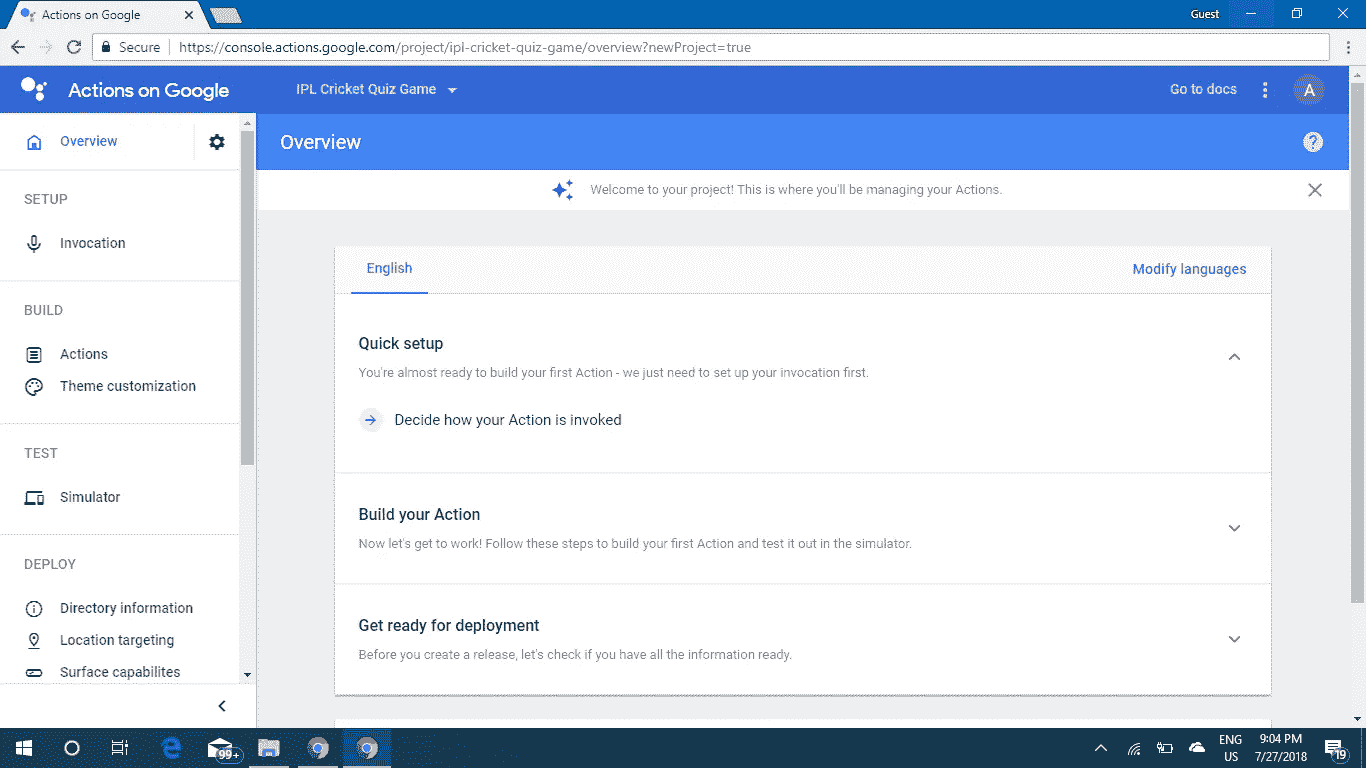 Actions on Google
Guest
Secure
https://console.actions.google.com/project/ipl-cricket-quiz-game/overview?newProject=true
Actions on Google
IPL Cricket Quiz Game
Go to docs
A
Overview
Overview
?
Welcome to your project! This is where you'll be managing your Actions.
SETUP
Invocation
BUILD
Actions
Theme customization
TEST
Simulator
DEPLOY
Directory information
Location targeting
Surface capabilites
English
Modify languages
Quick setup
You're almost ready to build your first Action - we just need to set up your invocation first.
Decide how your Action is invoked
Build your Action
Now let's get to work! Follow these steps to build your first Action and test it out in the simulator.
Get ready for deployment
Before you create a release, let's check if you have all the information ready.
99+
ENG
US
9:04 PM
7/27/2018
19